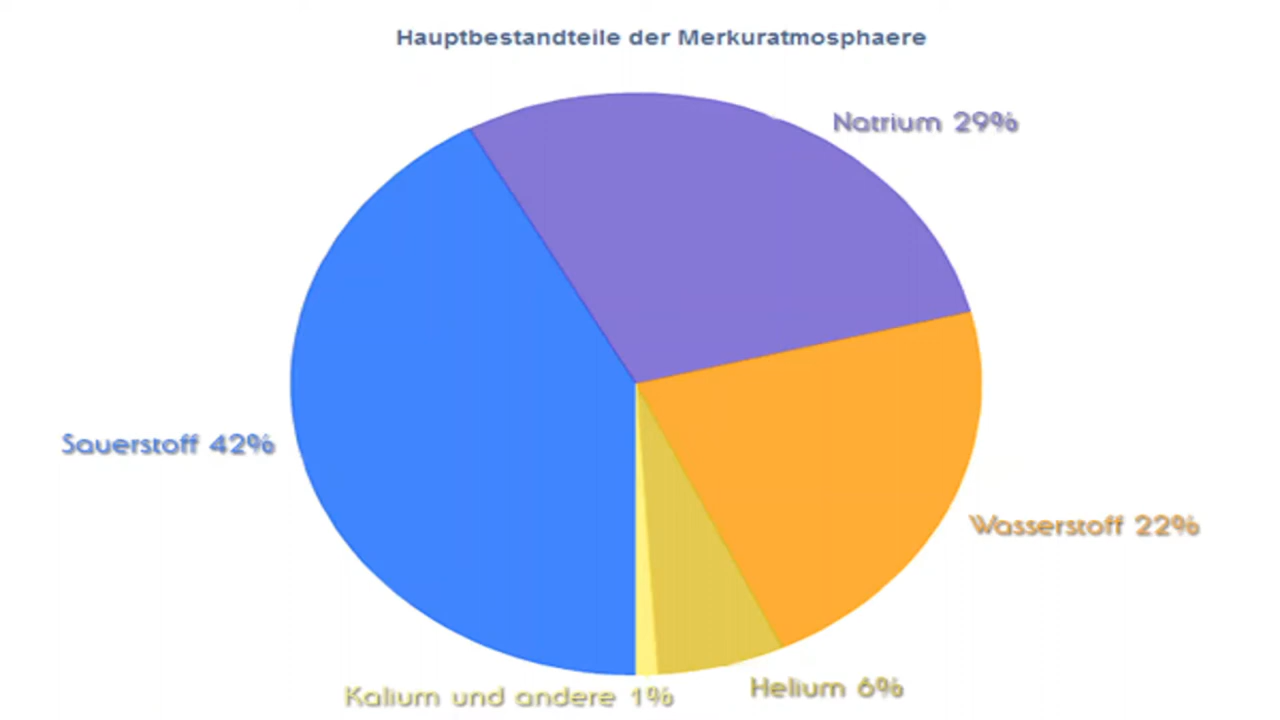 Hauptbestandteile der Merkuratmosphaere
Natrium 29%
Sauerstoff 42%
Wasserstoff 22%
Helium 6%
Kalium und andere 1%